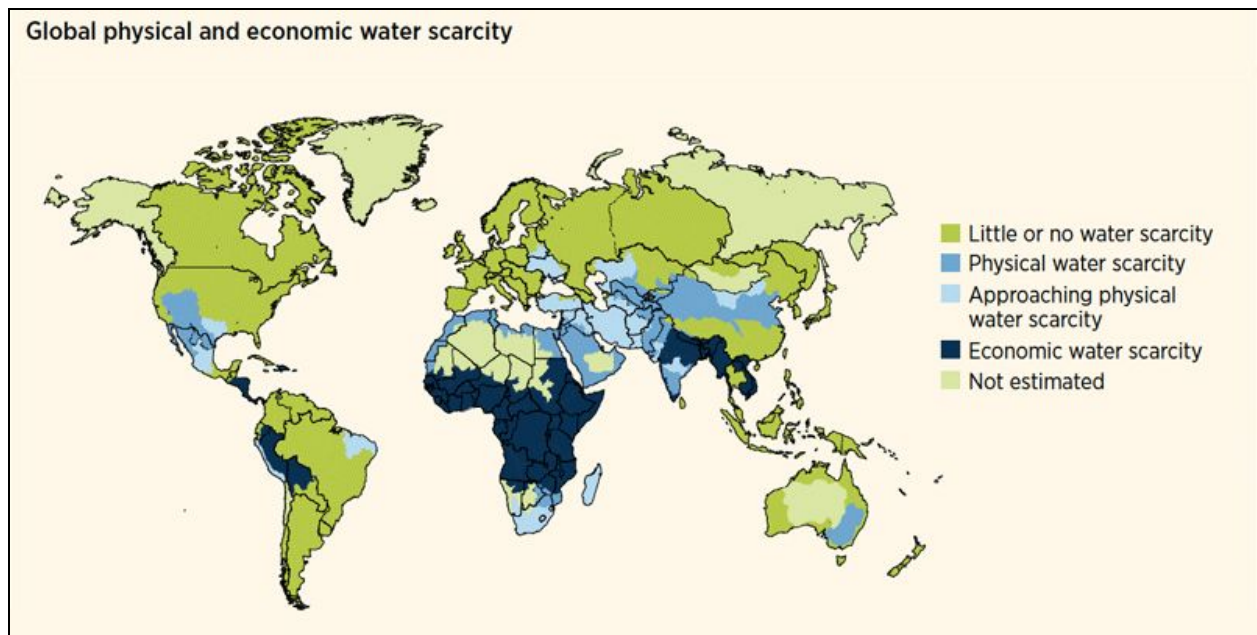 Global physical and economic water scarcity
Little or no water scarcity
Physical water scarcity
Approaching physical
water scarcity
Economic water scarcity
Not estimated